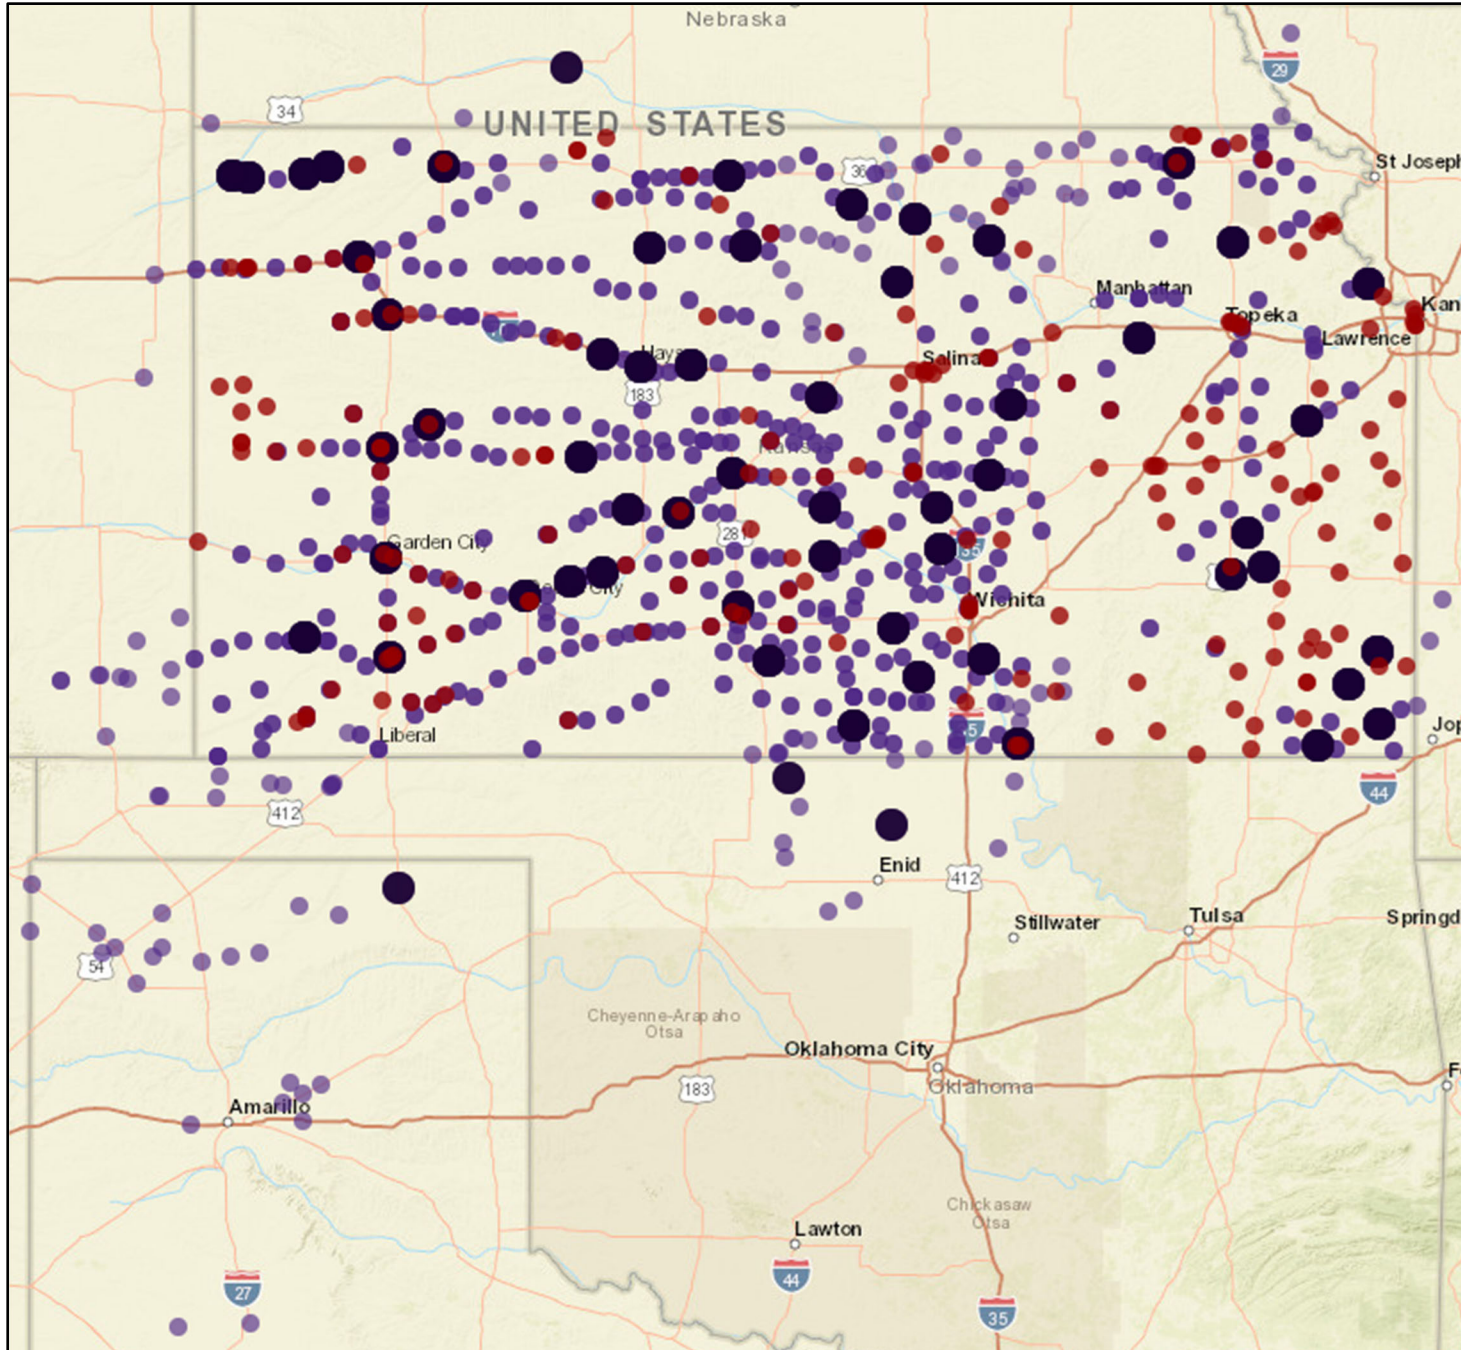 Nebraska
29
34
UNITED STATES
St Joseph
36
Manhattan
Topeka
Kan
Lawrence
Hays
Salina
183
Kansas
281
Garden City
35
Wichita
Liberal
Jop
44
412
Enid
412
Stillwater
Tulsa
Springd
54
Cheyenne-Arapaho
Otsa
Oklahoma City
183
Oklahoma
F
Amarillo
Chickasaw
Otsa
Lawton
44
27
35